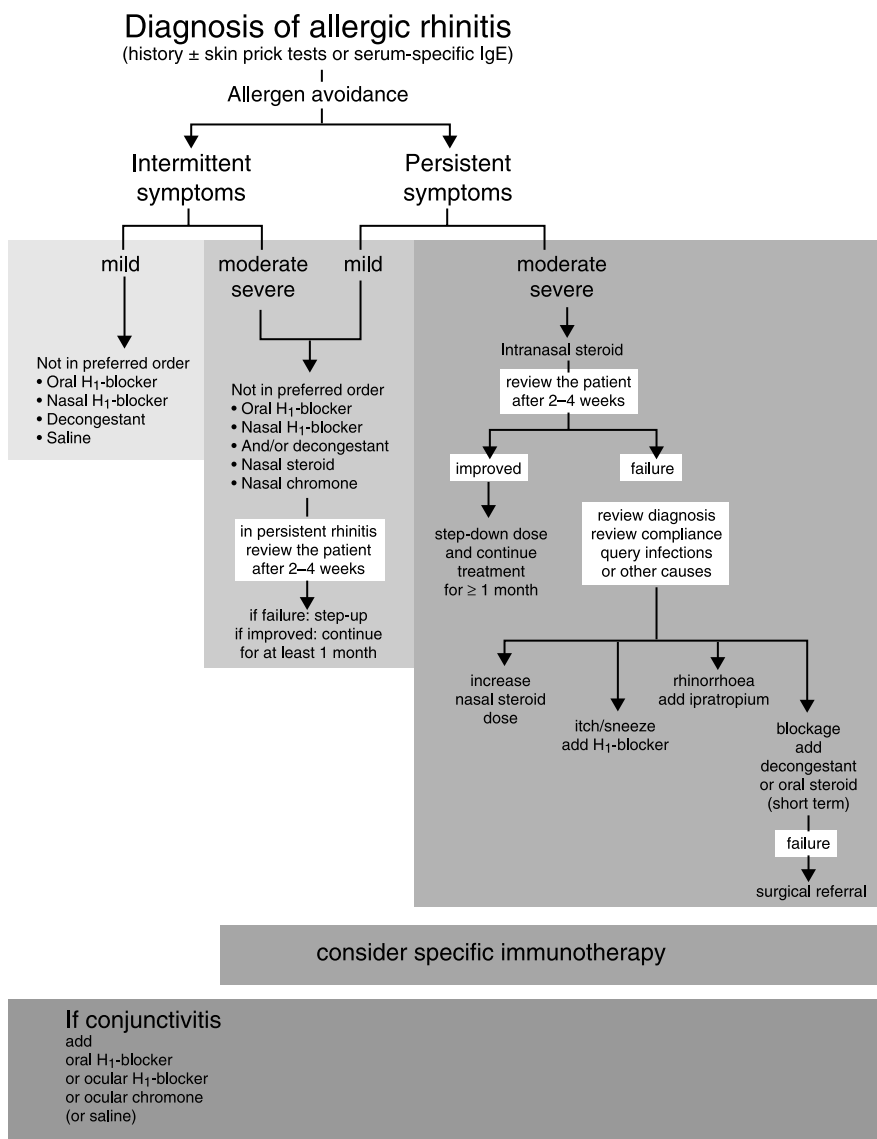 Diagnosis of allergic rhinitis
(history ± skin prick tests or serum-specific IgE)
Allergen avoidance
Intermittent
symptoms
Persistent
symptoms
mild
moderate
severe
mild
moderate
severe
Not in preferred order
• Oral H₁-blocker
• Nasal H₁-blocker
• Decongestant
• Saline
Not in preferred order
• Oral H₁-blocker
• Nasal H₁-blocker
• And/or decongestant
• Nasal steroid
• Nasal chromone
in persistent rhinitis
review the patient
after 2–4 weeks
if failure: step-up
if improved: continue
for at least 1 month
Intranasal steroid
review the patient
after 2–4 weeks
improved
failure
step-down dose
and continue
treatment
for ≥ 1 month
review diagnosis
review compliance
query infections
or other causes
increase
nasal steroid
dose
itch/sneeze
add H₁-blocker
rhinorrhoea
add ipratropium
blockage
add
decongestant
or oral steroid
(short term)
failure
surgical referral
consider specific immunotherapy
If conjunctivitis
add
oral H₁-blocker
or ocular H₁-blocker
or ocular chromone
(or saline)